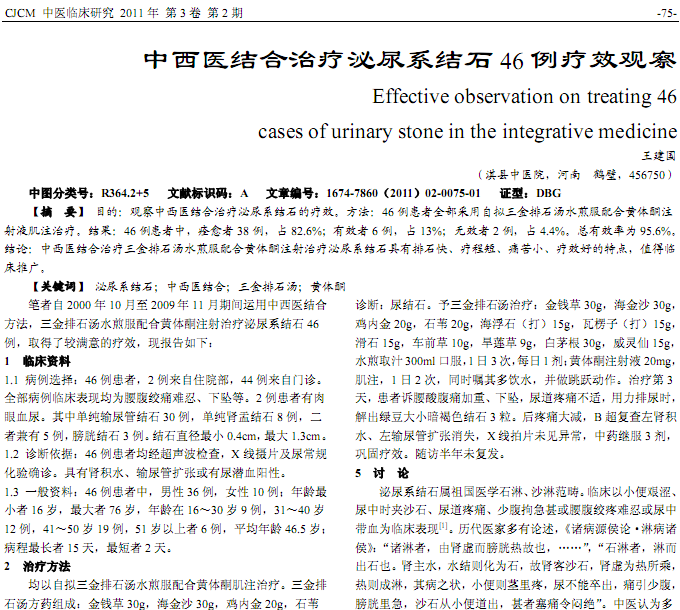 CJCM 中医临床研究 2011 年 第 3 卷 第 2 期 -75-
中西医结合治疗泌尿系结石 46 例疗效观察
Effective observation on treating 46
cases of urinary stone in the integrative medicine
王建国
（淇县中医院，河南 鹤壁，456750）
中图分类号：R364.2+5 文献标识码：A 文章编号：1674-7860（2011）02-0075-01 证型：DBG
【摘 要】目的：观察中西医结合治疗泌尿系结石的疗效。方法：46 例患者全部采用自拟三金排石汤水煎服配合黄体酮注
射液肌注治疗。结果：46 例患者中，痊愈者 38 例，占 82.6%；有效者 6 例，占 13%；无效者 2 例，占 4.4%。总有效率为 95.6%。
结论：中西医结合治疗三金排石汤水煎服配合黄体酮注射治疗泌尿系结石具有排石快、疗程短、痛苦小、疗效好的特点，值得临
床推广。
【关键词】泌尿系结石；中西医结合；三金排石汤；黄体酮
笔者自 2000 年 10 月至 2009 年 11 月期间运用中西医结合
方法，三金排石汤水煎服配合黄体酮注射治疗泌尿系结石 46
例，取得了较满意的疗效，现报告如下：
1 临床资料
1.1 病例选择：46 例患者，2 例来自住院部，44 例来自门诊。
全部病例临床表现均为腰腹绞痛难忍、下坠等。2 例患者有肉
眼血尿。其中单纯输尿管结石 30 例，单纯肾盂结石 8 例，二
者兼有 5 例，膀胱结石 3 例。结石直径最小 0.4cm，最大 1.3cm。
1.2 诊断依据：46 例患者均经超声波检查，X 线摄片及尿常规
化验确诊。具有肾积水、输尿管扩张或有尿潜血阳性。
1.3 一般资料：46 例患者中，男性 36 例，女性 10 例；年龄最
小者 16 岁，最大者 76 岁，年龄在 16～30 岁 9 例，31～40 岁
12 例，41～50 岁 19 例，51 岁以上者 6 例，平均年龄 46.5 岁；
病程最长者 15 天，最短者 2 天。
2 治疗方法
均以自拟三金排石汤水煎服配合黄体酮肌注治疗。三金排
石汤方药组成：金钱草 30g，海金沙 30g，鸡内金 20g，石苇
诊断：尿结石。予三金排石汤治疗：金钱草 30g，海金沙 30g，
鸡内金 20g，石苇 20g，海浮石（打）15g，瓦楞子（打）15g，
滑石 15g，车前草 10g，旱莲草 9g，白茅根 30g，威灵仙 15g，
水煎取汁 300ml 口服，1 日 3 次，每日 1 剂；黄体酮注射液 20mg，
肌注，1 日 2 次，同时嘱其多饮水，并做跳跃动作。治疗第 3
天，患者诉腰酸腹痛加重、下坠，尿道疼痛不适，用力排尿时，
解出绿豆大小暗褐色结石 3 粒。后疼痛大减，B 超复查左肾积
水、左输尿管扩张消失，X 线拍片未见异常，中药继服 3 剂，
巩固疗效。随访半年未复发。
5 讨 论
泌尿系结石属祖国医学石淋、沙淋范畴。临床以小便艰涩、
尿中时夹沙石、尿道疼痛、少腹拘急甚或腰腹绞疼难忍或尿中
带血为临床表现[1]。历代医家多有论述，《诸病源侯论·淋病诸
侯》：“诸淋者，由肾虚而膀胱热故也，……”，“石淋者，淋而
出石也。肾主水，水结则化为石，故肾客沙石，肾虚为热所乘，
热则成淋，其病之状，小便则茎里疼，尿不能卒出，痛引少腹，
膀胱里急，沙石从小便道出，甚者塞痛令闷绝”。中医认为多